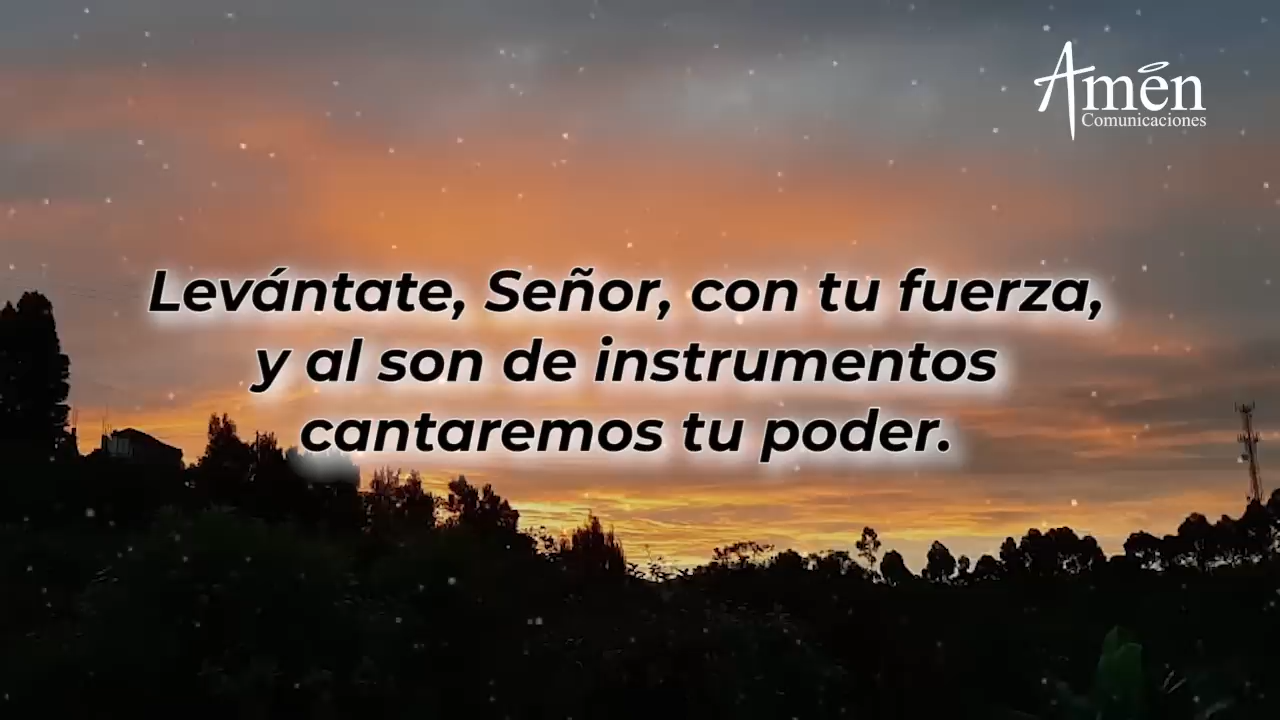 Amén
Comunicaciones
Levántate, Señor, con tu fuerza,
y al son de instrumentos
cantaremos tu poder.